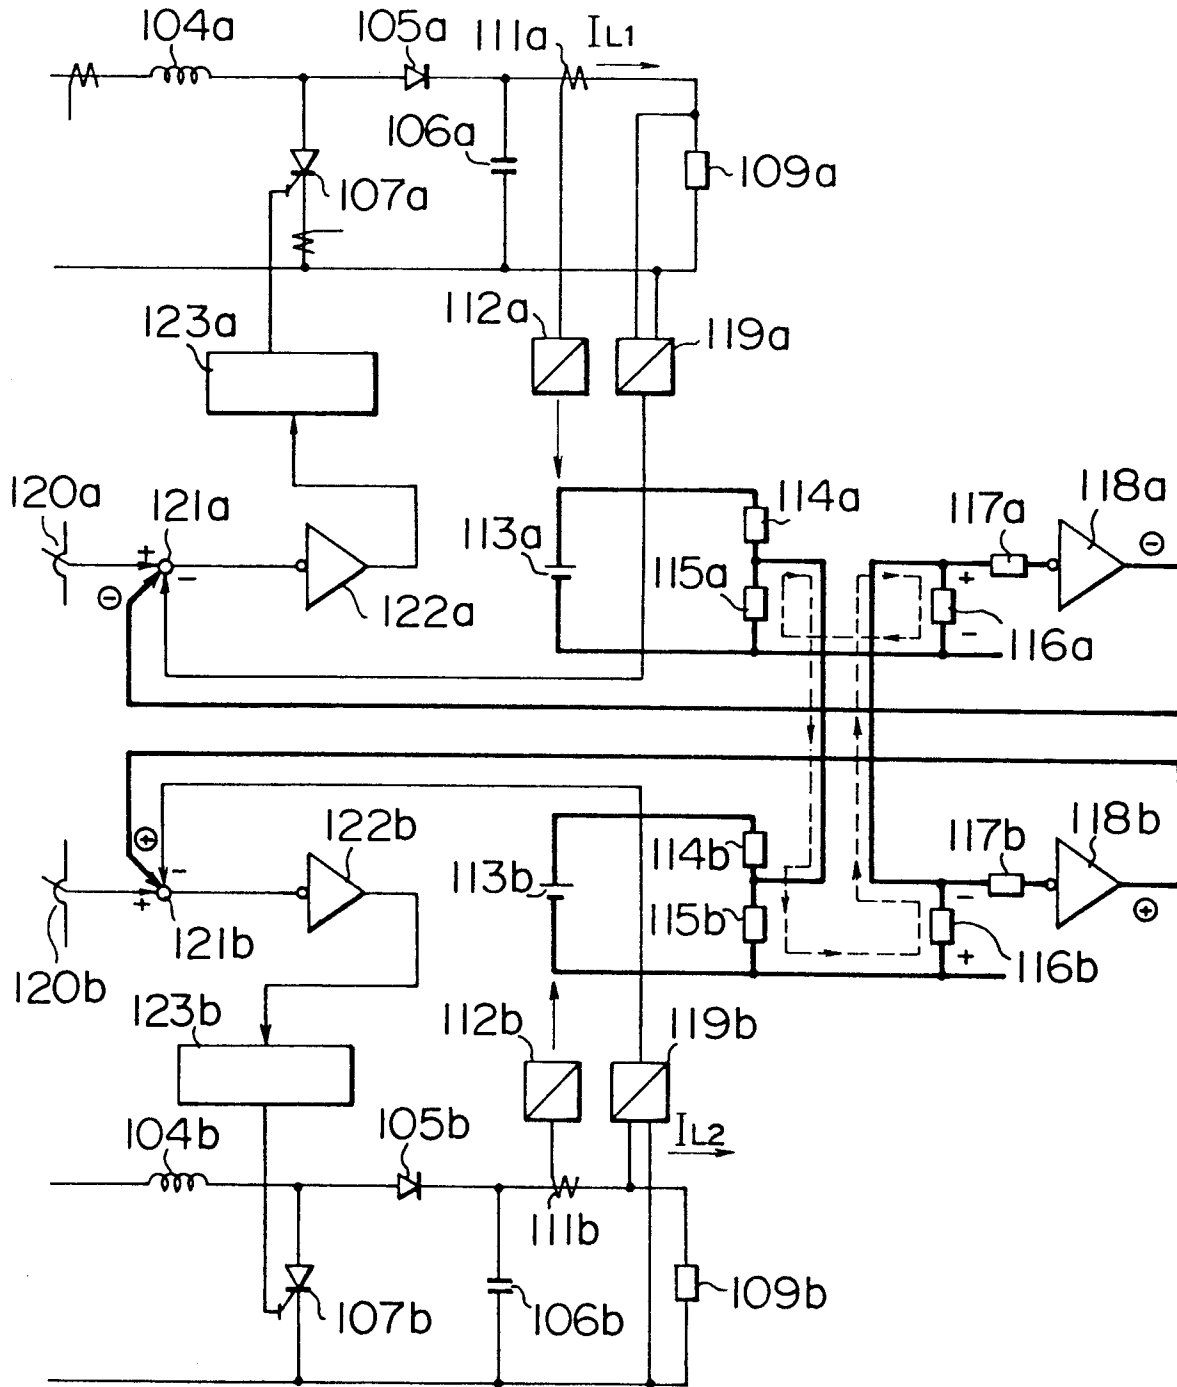 104a 105a 111a IL1
106a
107a 109a
123a 112a 119a
120a 121a 114a 117a 118a
+ 113a ⊖
- 115a +
⊖ 122a - 116a
122b
⊕ 114b 117b 118b
- 113b -
+ 121b 115b ⊕
120b + 116b
123b 112b 119b
104b 105b IL2
111b
107b 106b 109b